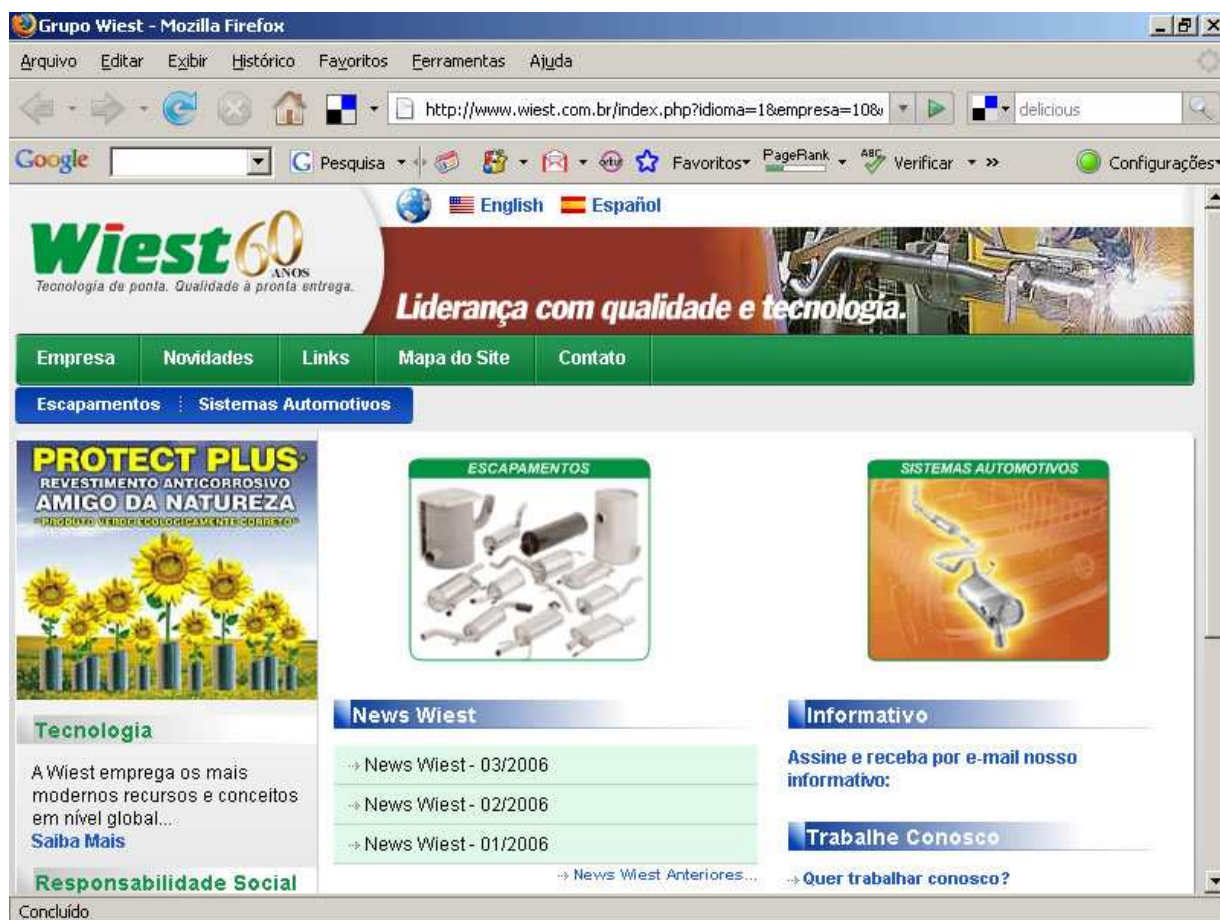 Grupo Wiest - Mozilla Firefox
Arquivo Editar Exibir Histórico Favoritos Ferramentas Ajuda
http://www.wiest.com.br/index.php?idioma=1&empresa=10&
delicious
Google
Pesquisa
Favoritos
PageRank
ABC
Verificar
»
Configurações
English Español
Wiest 60 ANOS
Tecnologia de ponta. Qualidade à pronta entrega.
Liderança com qualidade e tecnologia.
Empresa Novidades Links Mapa do Site Contato
Escapamentos Sistemas Automotivos
PROTECT PLUS
REVESTIMENTO ANTICORROSIVO
AMIGO DA NATUREZA
"PRODUTO VERDE ECOLOGICAMENTE CORRETO"
ESCAPAMENTOS
SISTEMAS AUTOMOTIVOS
Tecnologia
A Wiest emprega os mais
modernos recursos e conceitos
em nível global...
Saiba Mais
Responsabilidade Social
News Wiest
News Wiest - 03/2006
News Wiest - 02/2006
News Wiest - 01/2006
News Wiest Anteriores...
Informativo
Assine e receba por e-mail nosso
informativo:
Trabalhe Conosco
Quer trabalhar conosco?
Concluído